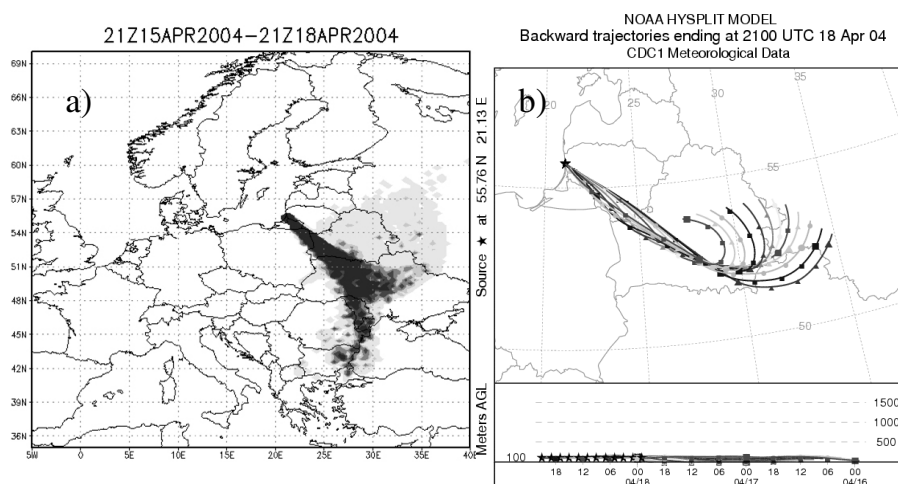 21Z15APR2004–21Z18APR2004
a)
70N
69N
66N
63N
60N
57N
54N
51N
48N
45N
42N
39N
36N
5W
0
5E
10E
15E
20E
25E
30E
35E
40E
NOAA HYSPLIT MODEL
Backward trajectories ending at 2100 UTC 18 Apr 04
CDC1 Meteorological Data
b)
Source ★ at 55.76 N 21.13 E
20
25
30
35
55
50
Meters AGL
1500
1000
500
100
18 12 06 00 18 12 06 00 18 12 06 00
04/18 04/17 04/16